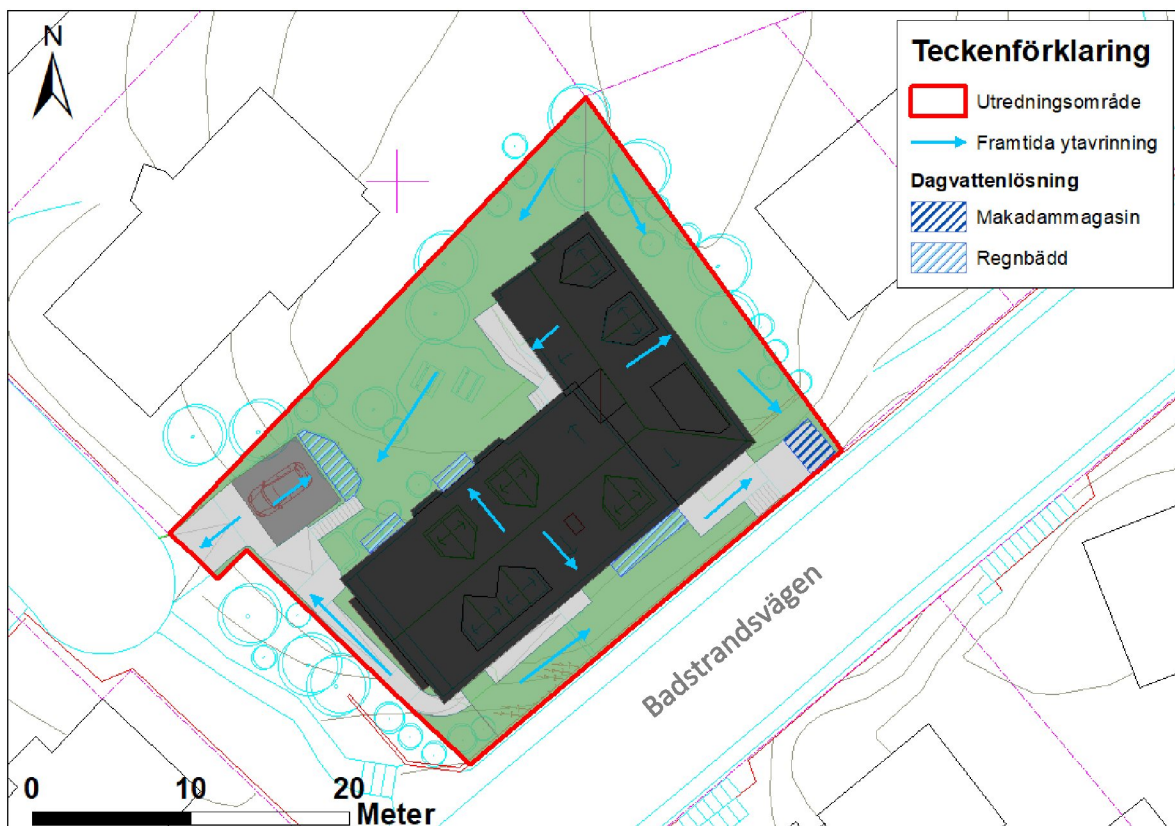 N
Teckenförklaring
Utredningsområde
Framtida ytavrinning
Dagvattenlösning
Makadammagasin
Regnbädd
Badstrandsvägen
0 10 20
Meter